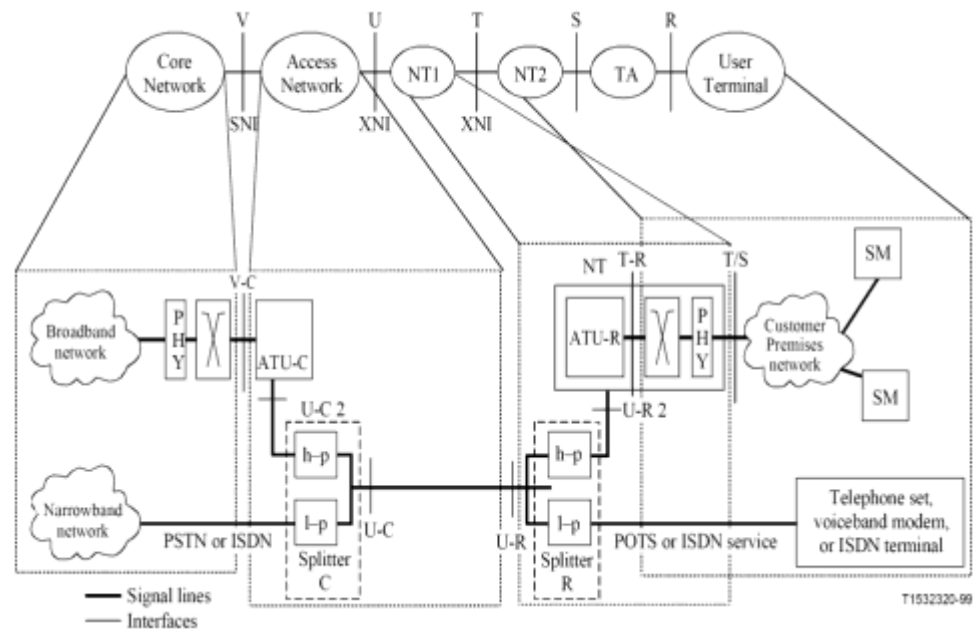 V
U
T
S
R
Core
Network
Access
Network
NT1
NT2
TA
User
Terminal
SNI
XNI
XNI
V-C
NT
T-R
T/S
SM
Broadband
network
P
H
Y
ATU-C
ATU-R
P
H
Y
Customer
Premises
network
SM
U-C 2
U-R 2
h-p
h-p
Narrowband
network
PSTN or ISDN
l-p
U-C
U-R
l-p
POTS or ISDN service
Telephone set,
voiceband modem,
or ISDN terminal
Splitter
C
Splitter
R
Signal lines
Interfaces
T1532320-99